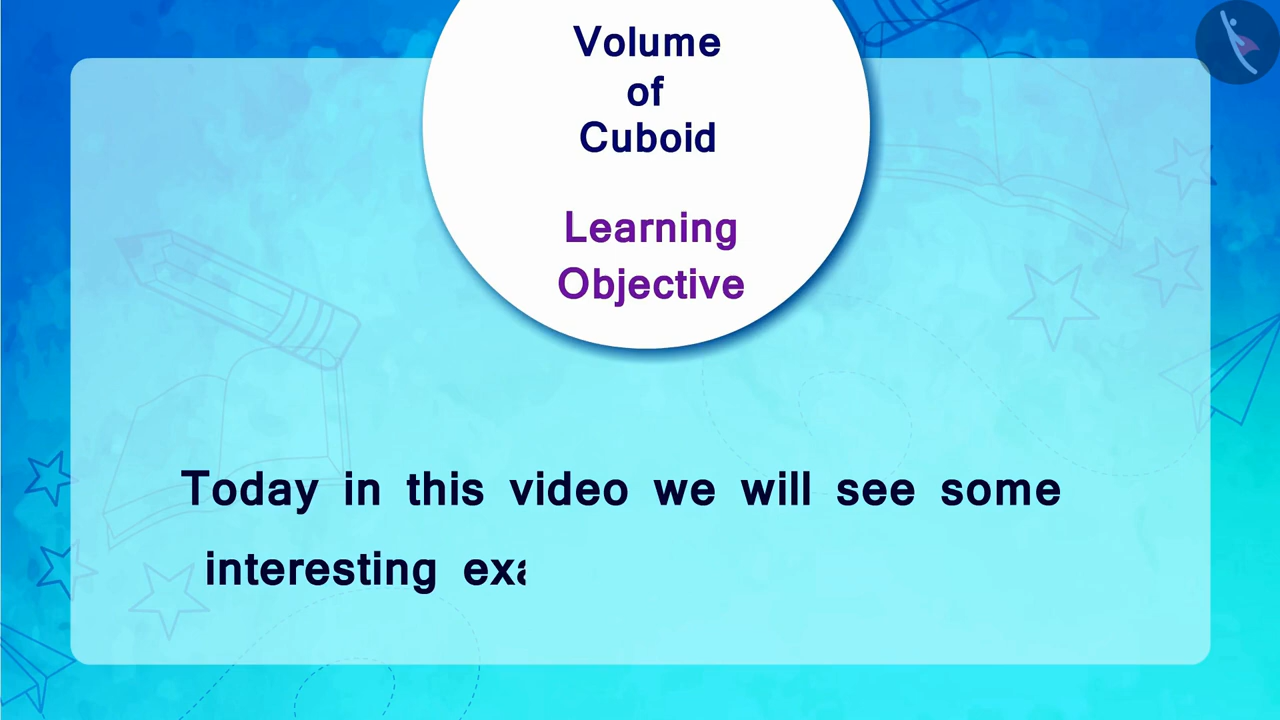 Volume
of
Cuboid
Learning
Objective
Today in this video we will see some
interesting